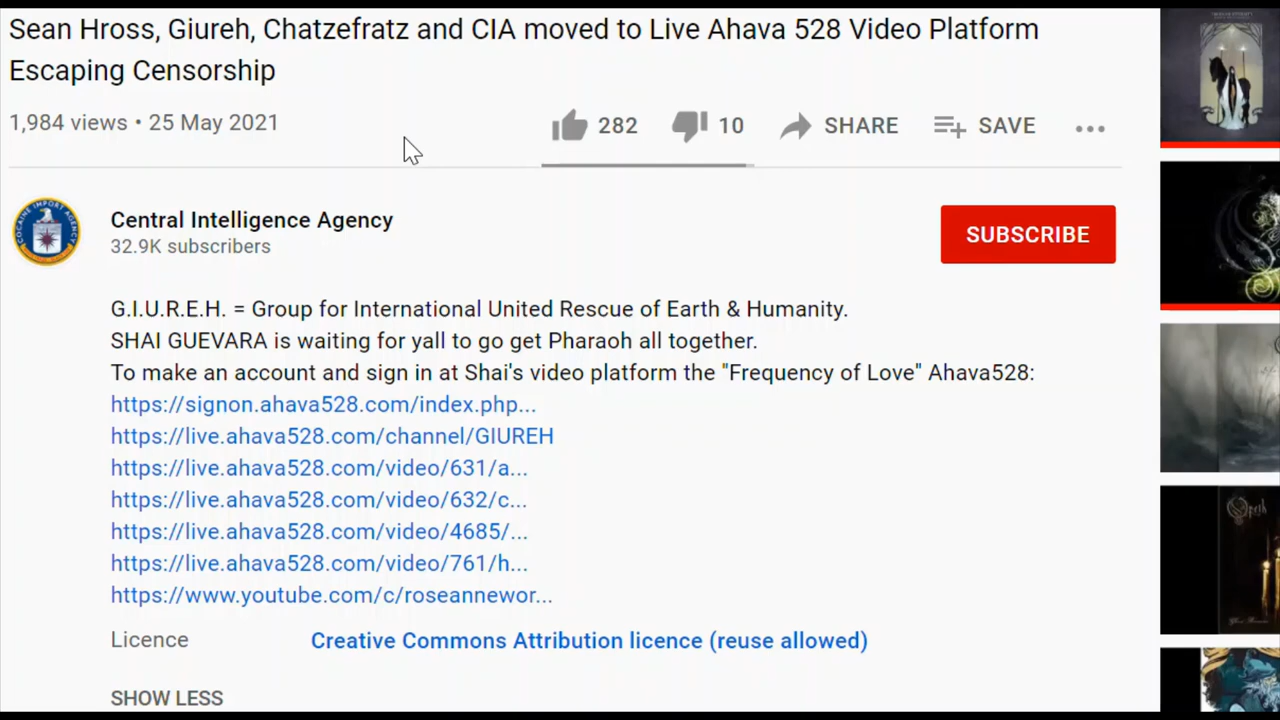 Sean Hross, Giureh, Chatzefratz and CIA moved to Live Ahava 528 Video Platform
Escaping Censorship
1,984 views • 25 May 2021
282
10
SHARE
SAVE
COCAINE IMPORT AGENCY
Central Intelligence Agency
32.9K subscribers
SUBSCRIBE
G.I.U.R.E.H. = Group for International United Rescue of Earth & Humanity.
SHAI GUEVARA is waiting for yall to go get Pharaoh all together.
To make an account and sign in at Shai's video platform the "Frequency of Love" Ahava528:
https://signon.ahava528.com/index.php...
https://live.ahava528.com/channel/GIUREH
https://live.ahava528.com/video/631/a...
https://live.ahava528.com/video/632/c...
https://live.ahava528.com/video/4685/...
https://live.ahava528.com/video/761/h...
https://www.youtube.com/c/roseannewor...
Licence
Creative Commons Attribution licence (reuse allowed)
SHOW LESS
Opeth